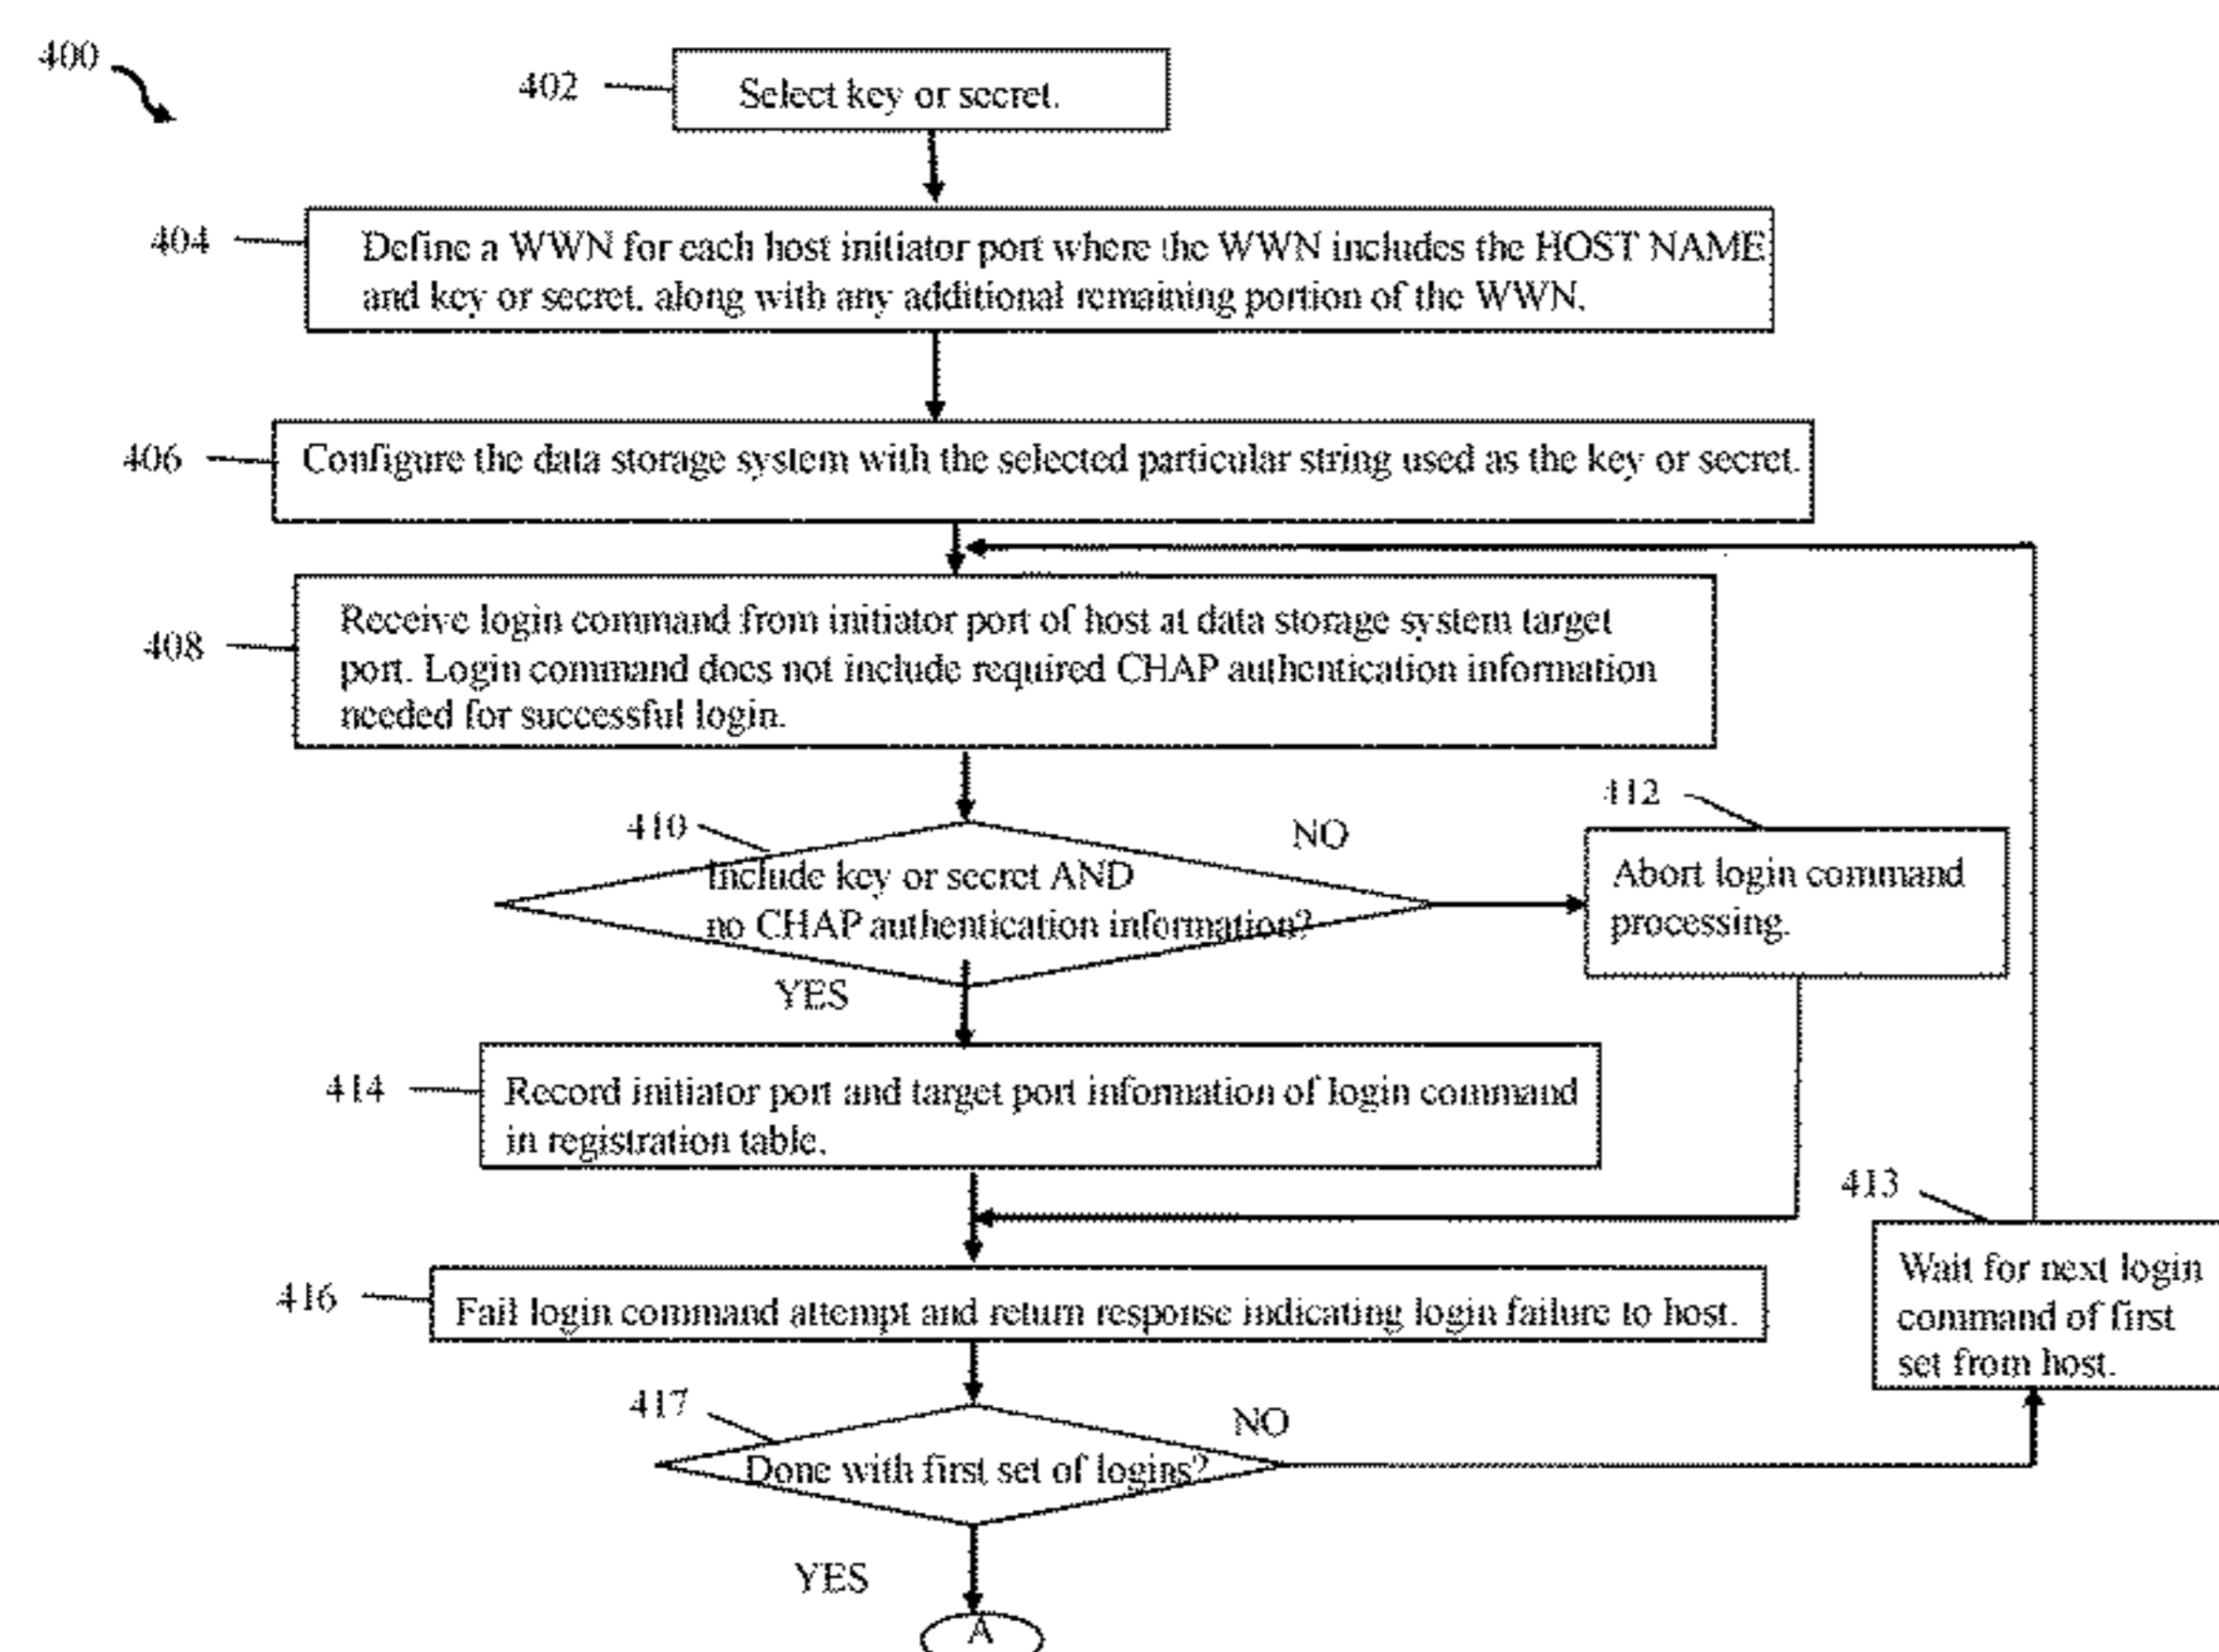 400
402
Select key or secret.
404
Define a WWN for each host initiator port where the WWN includes the HOST NAME
and key or secret, along with any additional remaining portion of the WWN.
406
Configure the data storage system with the selected particular string used as the key or secret.
408
Receive login command from initiator port of host at data storage system target
port. Login command does not include required CHAP authentication information
needed for successful login.
410
Include key or secret AND
no CHAP authentication information?
NO
412
Abort login command
processing.
YES
414
Record initiator port and target port information of login command
in registration table.
413
Wait for next login
command of first
set from host.
416
Fail login command attempt and return response indicating login failure to host.
417
Done with first set of logins?
NO
YES
A